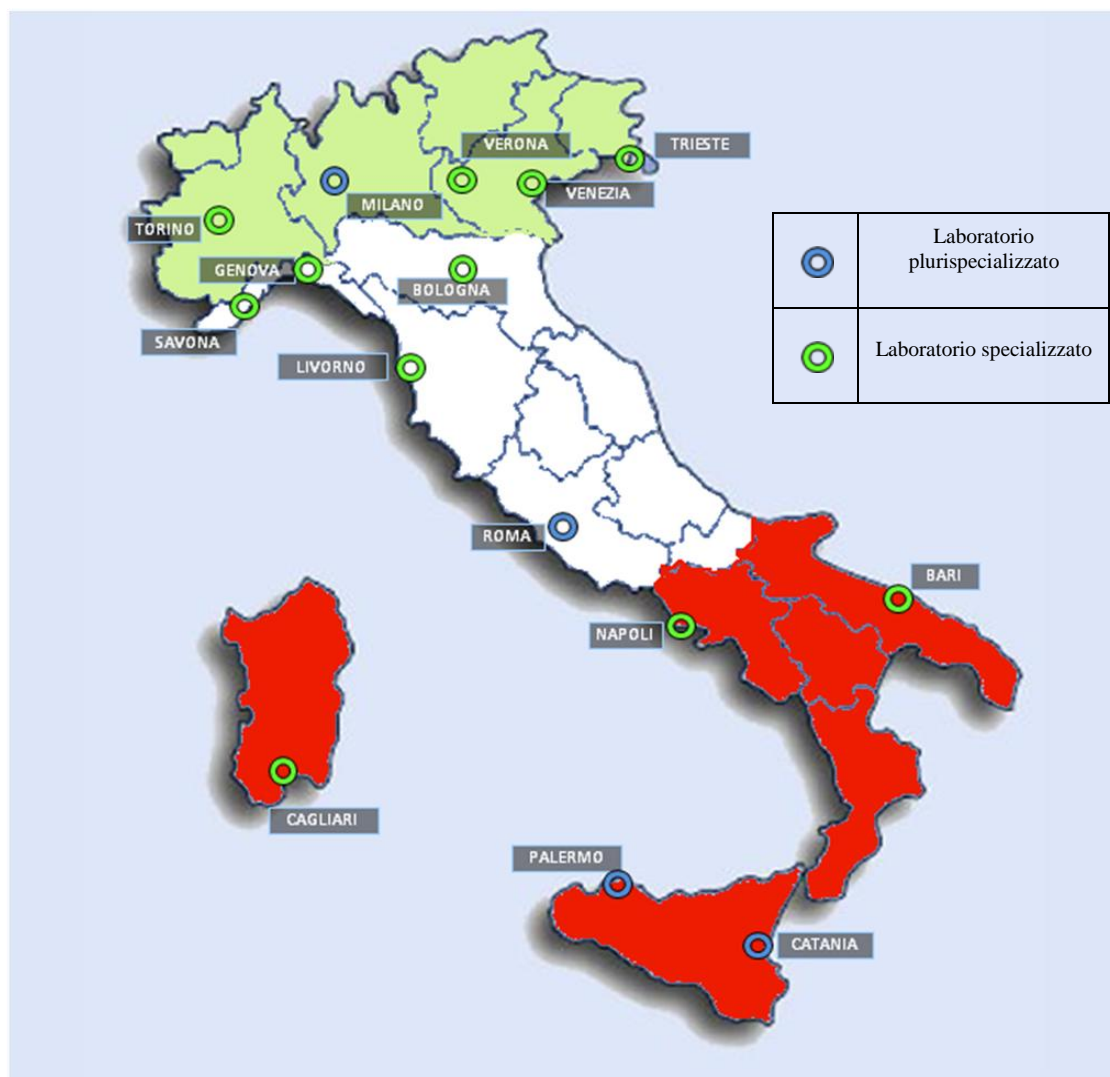 VERONA
TRIESTE
VENEZIA
MILANO
TORINO
GENOVA
BOLOGNA
SAVONA
LIVORNO
Laboratorio
plurispecializzato
Laboratorio specializzato
ROMA
BARI
NAPOLI
CAGLIARI
PALERMO
CATANIA